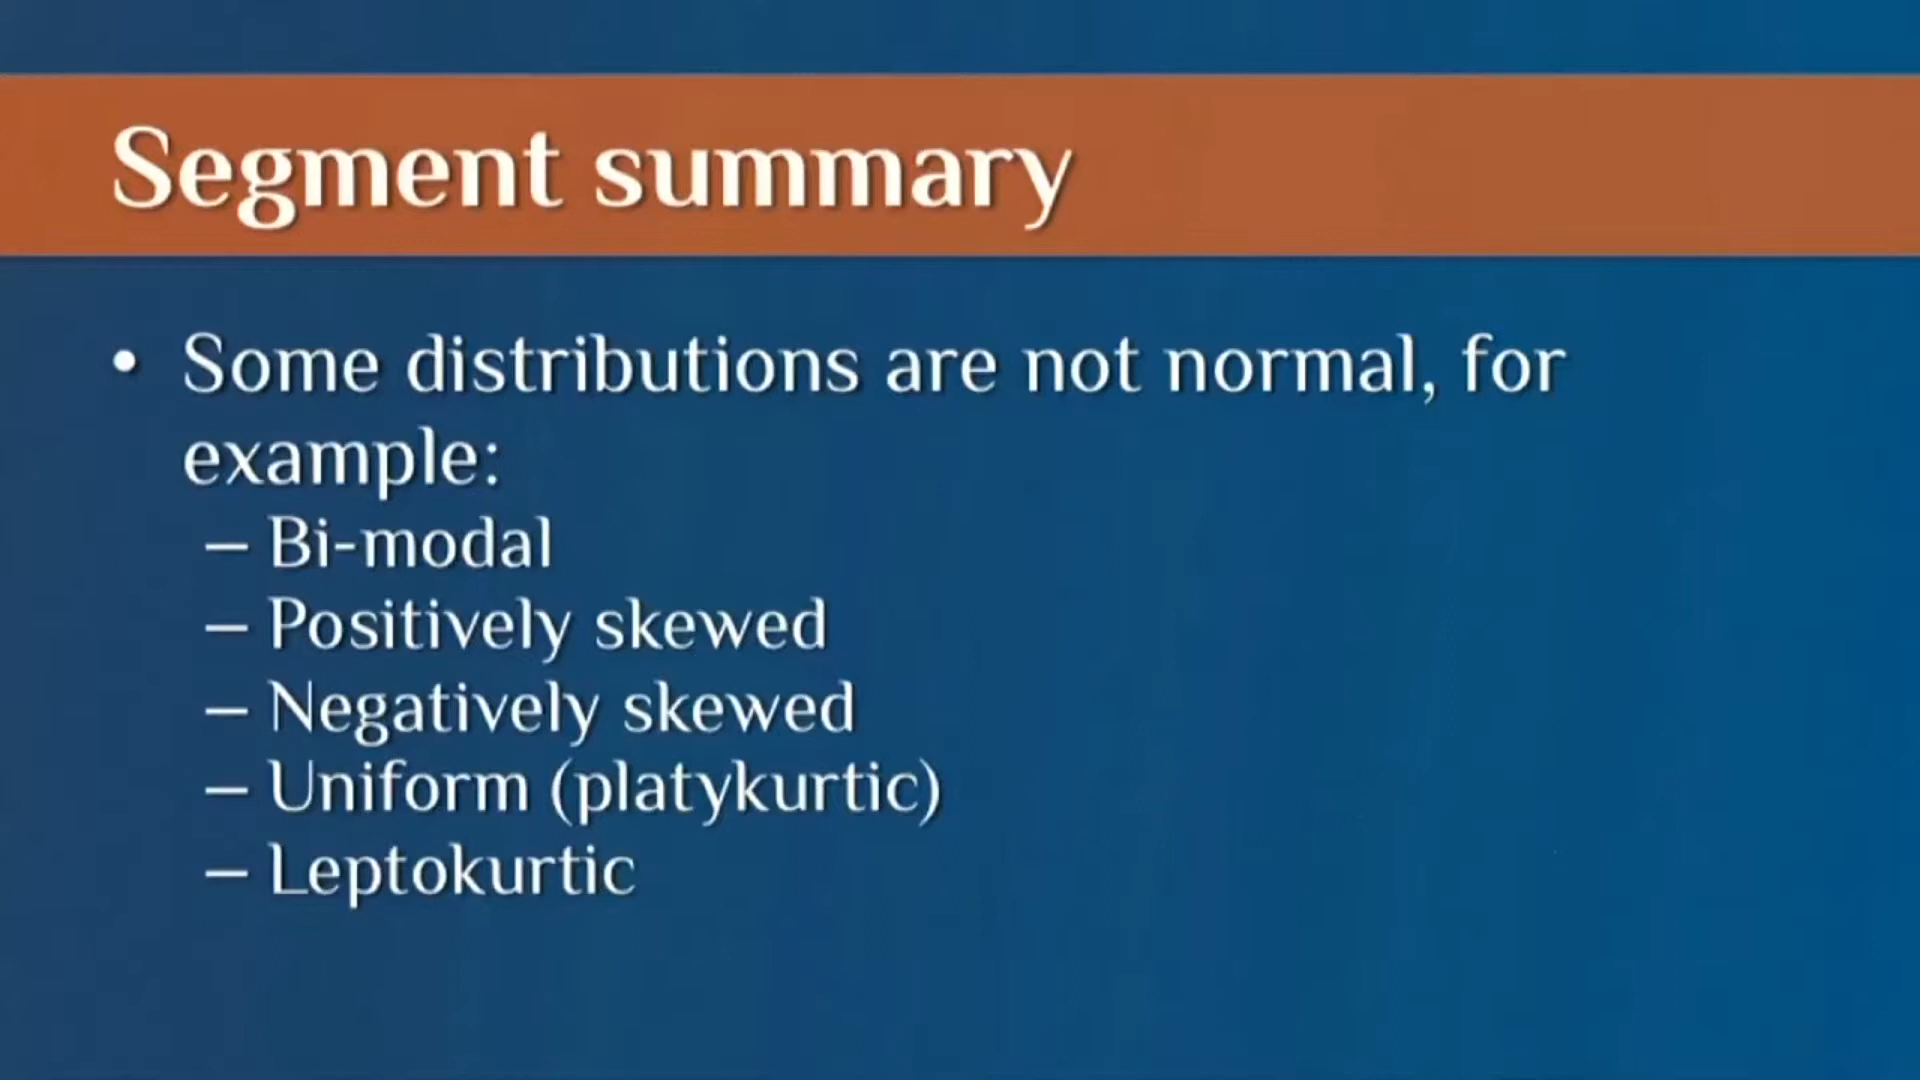 Segment summary
• Some distributions are not normal, for
example:
– Bi-modal
– Positively skewed
– Negatively skewed
– Uniform (platykurtic)
– Leptokurtic